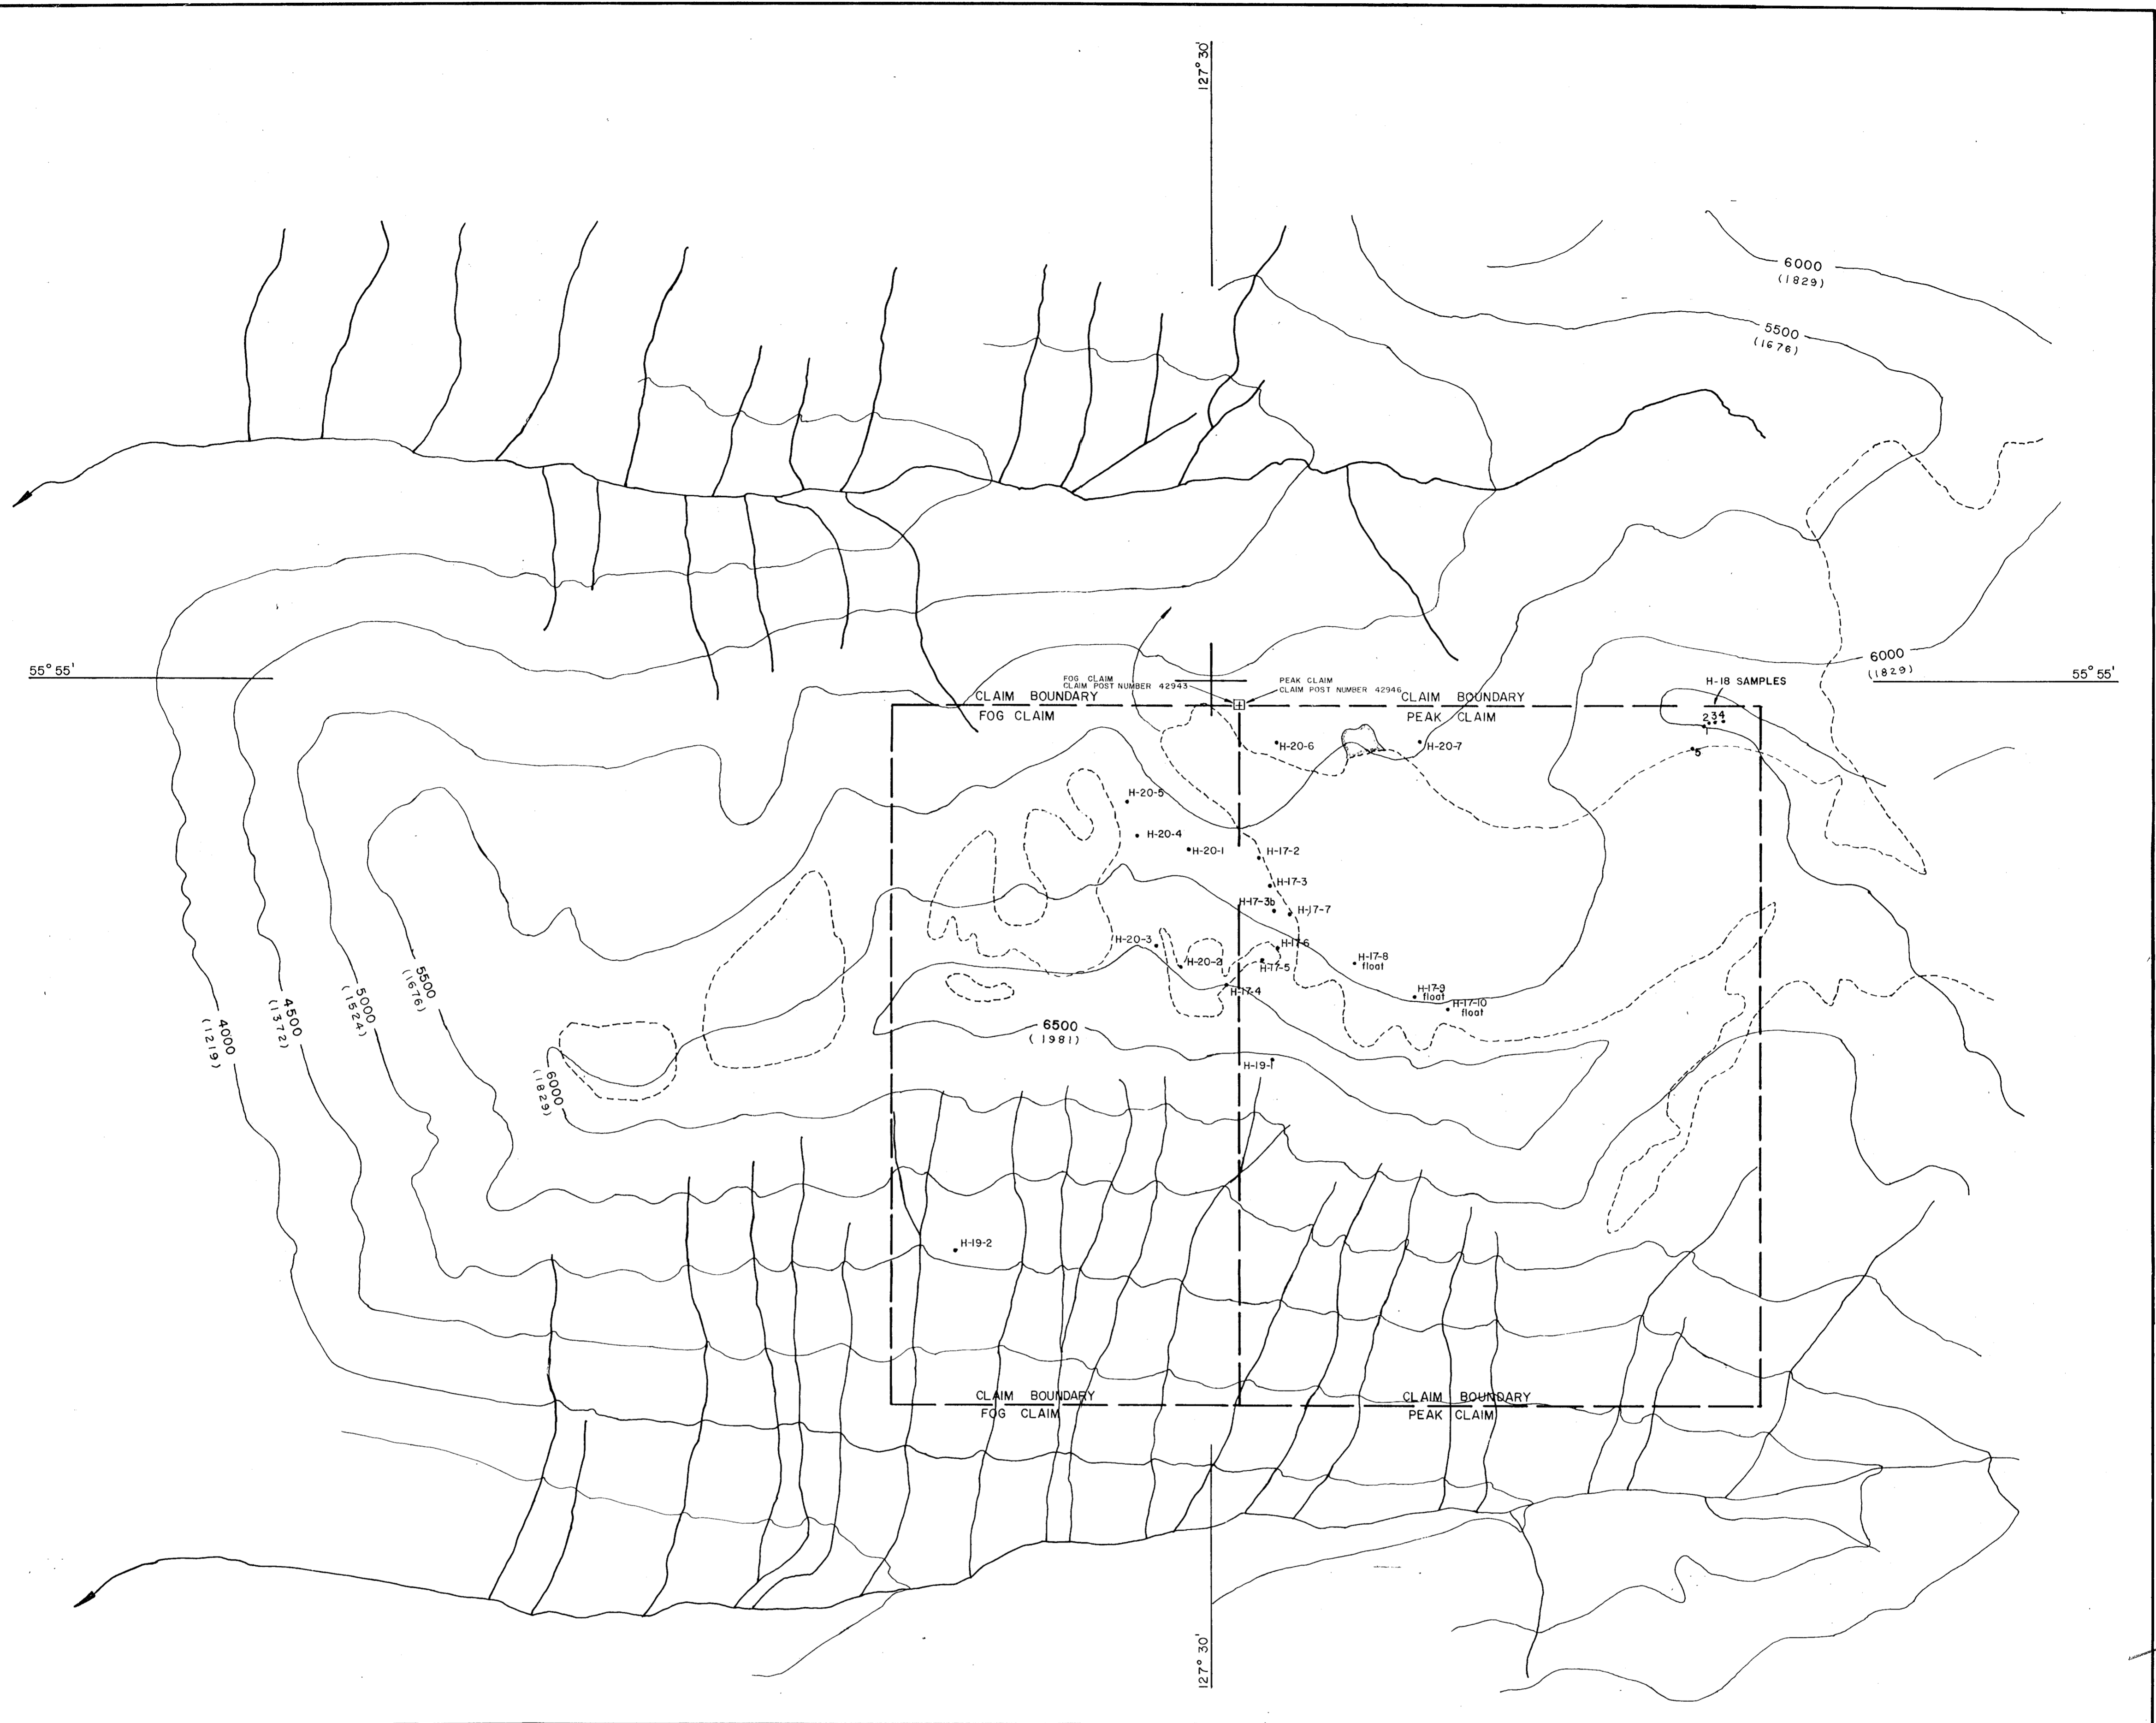 127° 30'
6000
(1829)
5500
(1676)
55° 55'
FOG CLAIM
CLAIM POST NUMBER 42943
PEAK CLAIM
CLAIM POST NUMBER 42946
6000
(1829)
55° 55'
H-18 SAMPLES
CLAIM BOUNDARY
FOG CLAIM
CLAIM BOUNDARY
PEAK CLAIM
2 3 4
1
5
H-20-6
H-20-7
H-20-5
H-20-4
H-20-1
H-17-2
H-17-3
H-17-3b
H-17-7
H-20-3
H-17-6
H-20-2
H-17-5
H-17-8
float
H-17-4
H-17-9
float
H-17-10
float
5500
(1676)
5000
(1524)
4500
(1372)
4000
(1219)
6500
(1981)
6000
(1829)
H-19-1
H-19-2
CLAIM BOUNDARY
FOG CLAIM
CLAIM BOUNDARY
PEAK CLAIM
127° 30'